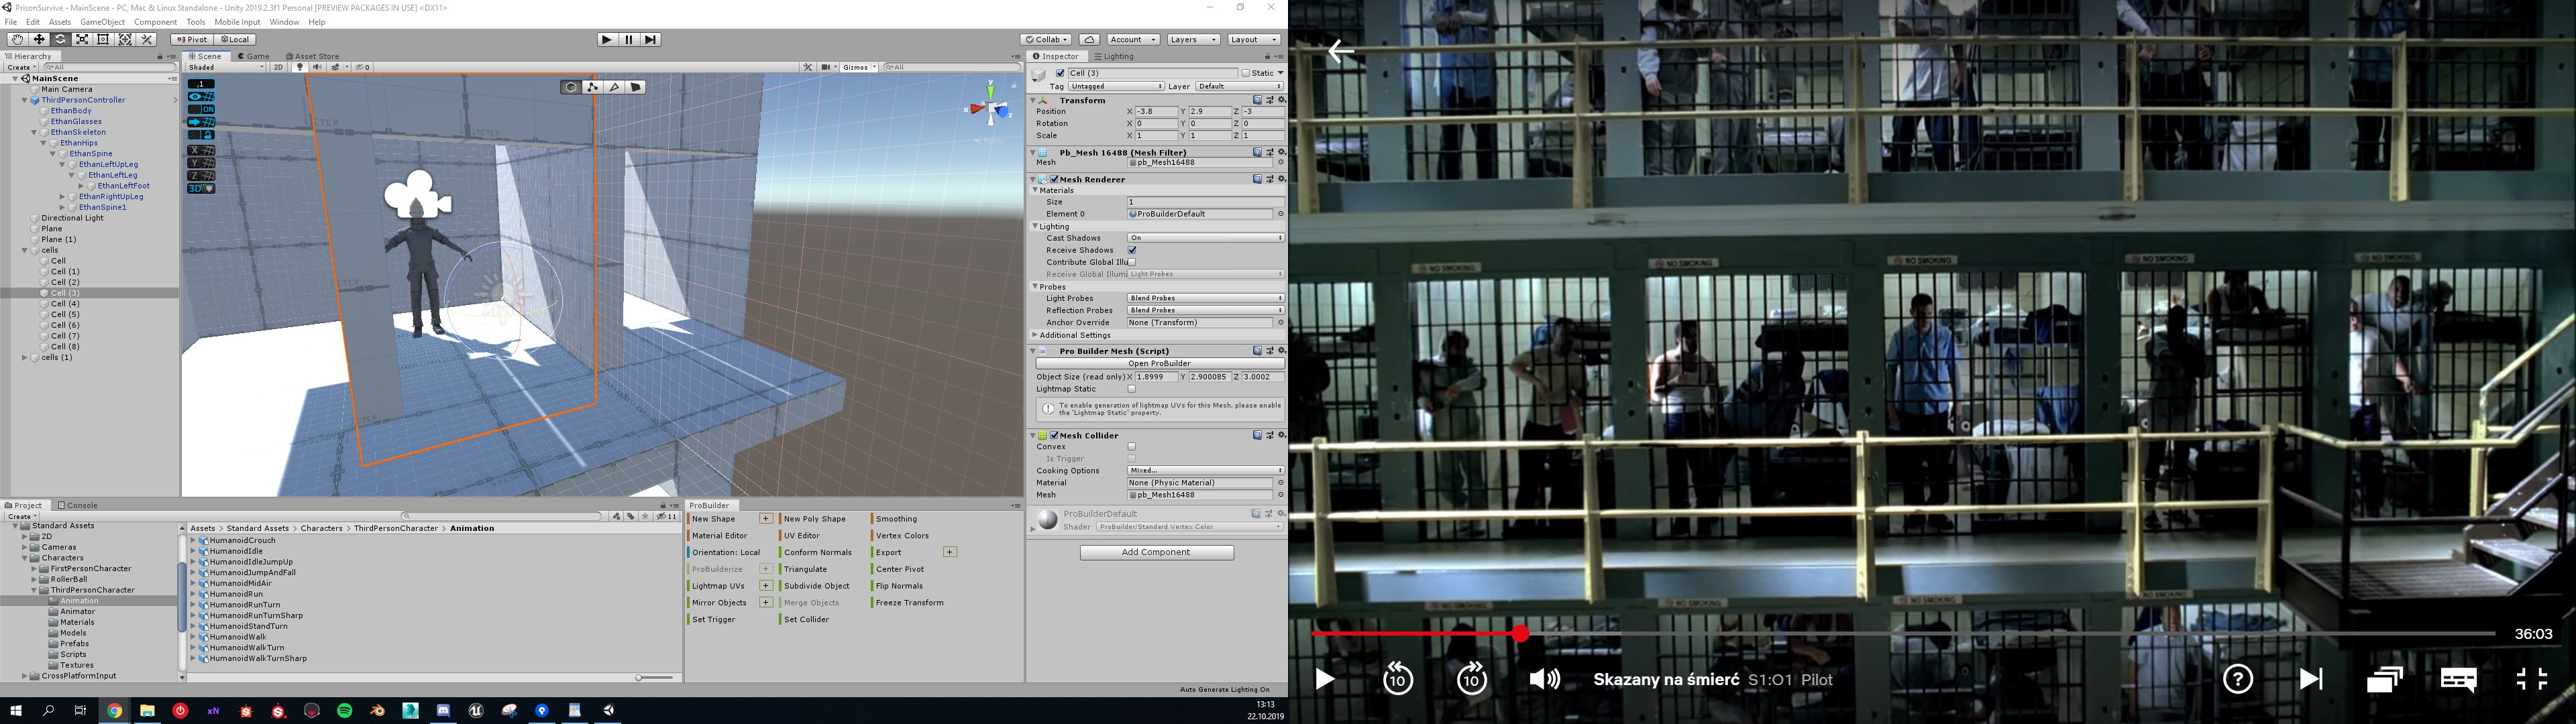 PrisonSurvive - MainScene - PC, Mac & Linux Standalone - Unity 2019.2.3f1 Personal [PREVIEW PACKAGES IN USE] <DX11>
File Edit Assets GameObject Component Tools Mobile Input Window Help
Pivot Local Collab Account Layers Layout
Hierarchy
Create All
MainScene
Main Camera
ThirdPersonController
EthanBody
EthanGlasses
EthanSkeleton
EthanHips
EthanSpine
EthanLeftUpLeg
EthanLeftLeg
EthanLeftFoot
EthanRightUpLeg
EthanSpine1
Directional Light
Plane
Plane (1)
cells
Cell
Cell (1)
Cell (2)
Cell (3)
Cell (4)
Cell (5)
Cell (6)
Cell (7)
Cell (8)
cells (1)
Scene Game Asset Store
Shaded 2D 0 Gizmos All
.1
ON
X
Y
Z
3D
y
x
z
Inspector Lighting
Cell (3) Static
Tag Untagged Layer Default
Transform
Position X -3.8 Y 2.9 Z -3
Rotation X 0 Y 0 Z 0
Scale X 1 Y 1 Z 1
Pb_Mesh 16488 (Mesh Filter)
Mesh pb_Mesh16488
Mesh Renderer
Materials
Size 1
Element 0 ProBuilderDefault
Lighting
Cast Shadows On
Receive Shadows
Contribute Global Illu
Receive Global Illumi Light Probes
Probes
Light Probes Blend Probes
Reflection Probes Blend Probes
Anchor Override None (Transform)
Additional Settings
Pro Builder Mesh (Script)
Open ProBuilder
Object Size (read only) X 1.8999 Y 2.900085 Z 3.0002
Lightmap Static
To enable generation of lightmap UVs for this Mesh, please enable
the 'Lightmap Static' property.
Mesh Collider
Convex
Is Trigger
Cooking Options Mixed...
Material None (Physic Material)
Mesh pb_Mesh16488
ProBuilderDefault
Shader ProBuilder/Standard Vertex Color
Add Component
Project Console
Create 11
Standard Assets
2D
Cameras
Characters
FirstPersonCharacter
RollerBall
ThirdPersonCharacter
Animation
Animator
Materials
Models
Prefabs
Scripts
Textures
CrossPlatformInput
Assets > Standard Assets > Characters > ThirdPersonCharacter > Animation
HumanoidCrouch
HumanoidIdle
HumanoidIdleJumpUp
HumanoidJumpAndFall
HumanoidMidAir
HumanoidRun
HumanoidRunTurn
HumanoidRunTurnSharp
HumanoidStandTurn
HumanoidWalk
HumanoidWalkTurn
HumanoidWalkTurnSharp
ProBuilder
New Shape + New Poly Shape Smoothing
Material Editor UV Editor Vertex Colors
Orientation: Local Conform Normals Export +
ProBuilderize + Triangulate Center Pivot
Lightmap UVs + Subdivide Object Flip Normals
Mirror Objects + Merge Objects Freeze Transform
Set Trigger Set Collider
Auto Generate Lighting On
13:13
22.10.2019
NO SMOKING
NO SMOKING
NO SMOKING
NO SMOKING
NO SMOKING
36:03
10 10 Skazany na śmierć S1:O1 Pilot ?